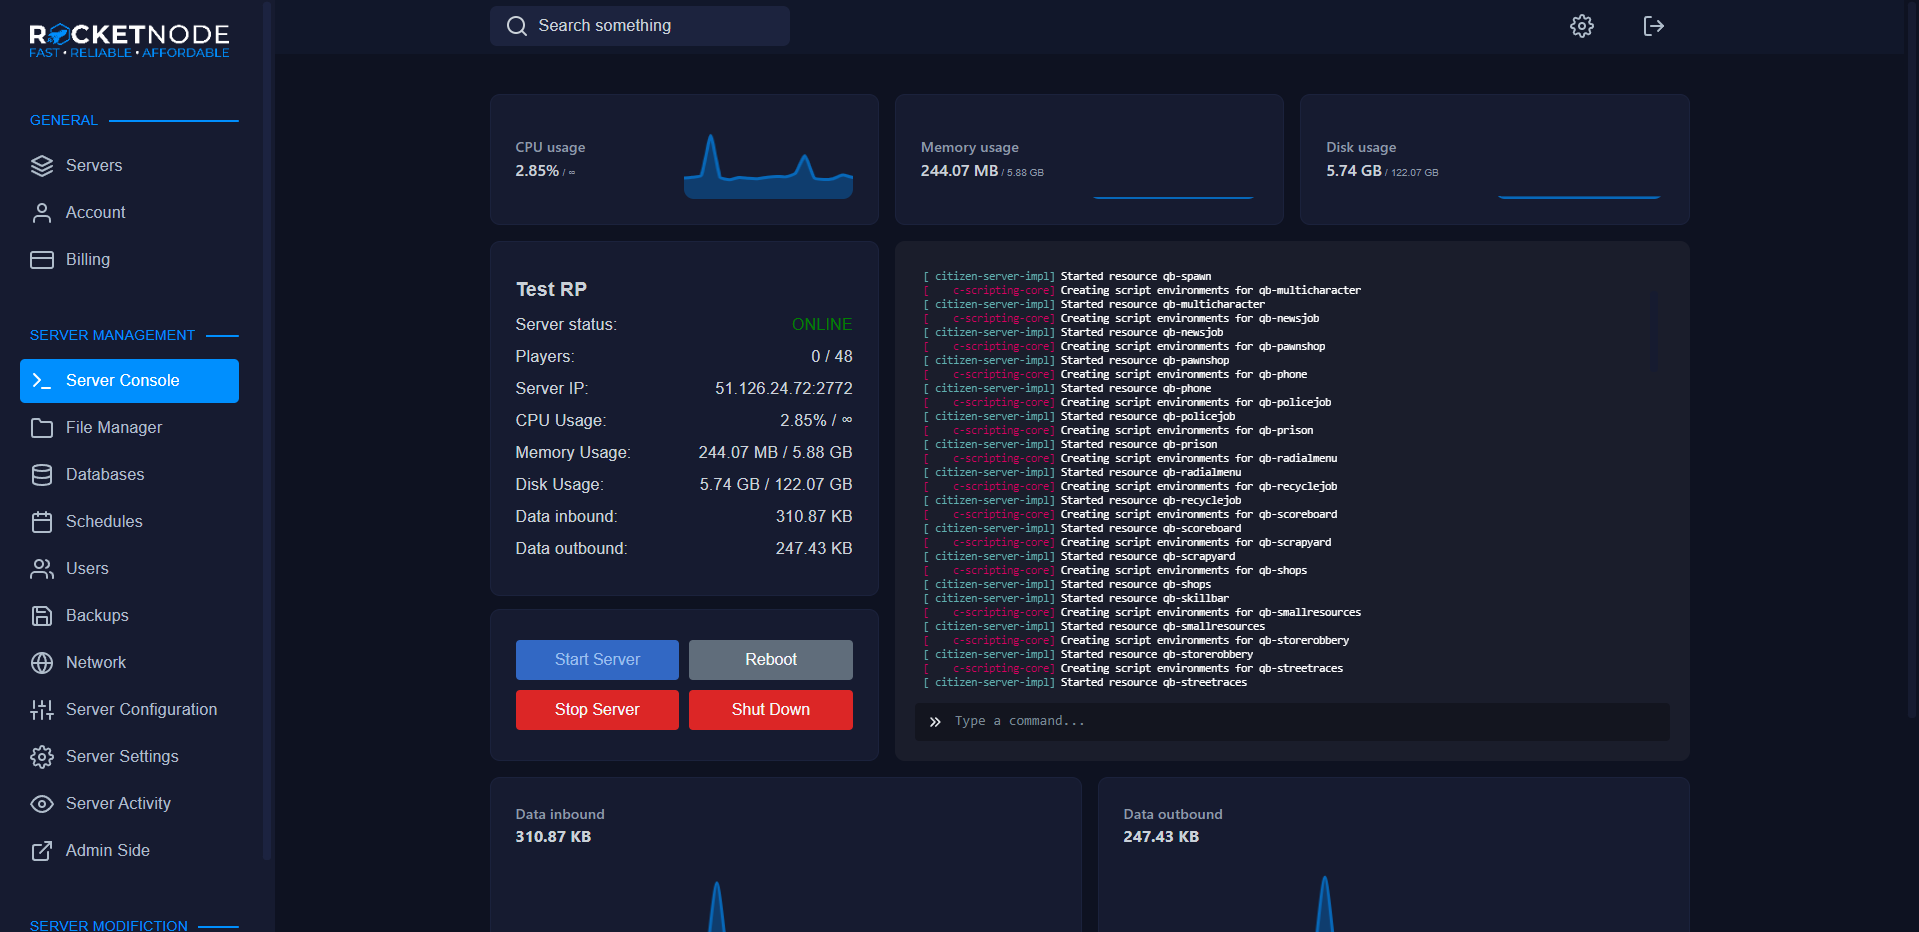 ROCKETNODE
FAST • RELIABLE • AFFORDABLE
GENERAL
Servers
Account
Billing
SERVER MANAGEMENT
Server Console
File Manager
Databases
Schedules
Users
Backups
Network
Server Configuration
Server Settings
Server Activity
Admin Side
SERVER MODIFICTION
Search something
CPU usage
2.85% / ∞
Memory usage
244.07 MB / 5.88 GB
Disk usage
5.74 GB / 122.07 GB
Test RP
Server status: ONLINE
Players: 0 / 48
Server IP: 51.126.24.72:2772
CPU Usage: 2.85% / ∞
Memory Usage: 244.07 MB / 5.88 GB
Disk Usage: 5.74 GB / 122.07 GB
Data inbound: 310.87 KB
Data outbound: 247.43 KB
Start Server Reboot
Stop Server Shut Down
[ citizen-server-impl] Started resource qb-spawn
[ c-scripting-core] Creating script environments for qb-multicharacter
[ citizen-server-impl] Started resource qb-multicharacter
[ c-scripting-core] Creating script environments for qb-newsjob
[ citizen-server-impl] Started resource qb-newsjob
[ c-scripting-core] Creating script environments for qb-pawnshop
[ citizen-server-impl] Started resource qb-pawnshop
[ c-scripting-core] Creating script environments for qb-phone
[ citizen-server-impl] Started resource qb-phone
[ c-scripting-core] Creating script environments for qb-policejob
[ citizen-server-impl] Started resource qb-policejob
[ c-scripting-core] Creating script environments for qb-prison
[ citizen-server-impl] Started resource qb-prison
[ c-scripting-core] Creating script environments for qb-radialmenu
[ citizen-server-impl] Started resource qb-radialmenu
[ c-scripting-core] Creating script environments for qb-recyclejob
[ citizen-server-impl] Started resource qb-recyclejob
[ c-scripting-core] Creating script environments for qb-scoreboard
[ citizen-server-impl] Started resource qb-scoreboard
[ c-scripting-core] Creating script environments for qb-scrapyard
[ citizen-server-impl] Started resource qb-scrapyard
[ c-scripting-core] Creating script environments for qb-shops
[ citizen-server-impl] Started resource qb-shops
[ citizen-server-impl] Started resource qb-skillbar
[ c-scripting-core] Creating script environments for qb-smallresources
[ citizen-server-impl] Started resource qb-smallresources
[ c-scripting-core] Creating script environments for qb-storerobbery
[ citizen-server-impl] Started resource qb-storerobbery
[ c-scripting-core] Creating script environments for qb-streetraces
[ citizen-server-impl] Started resource qb-streetraces
» Type a command...
Data inbound
310.87 KB
Data outbound
247.43 KB